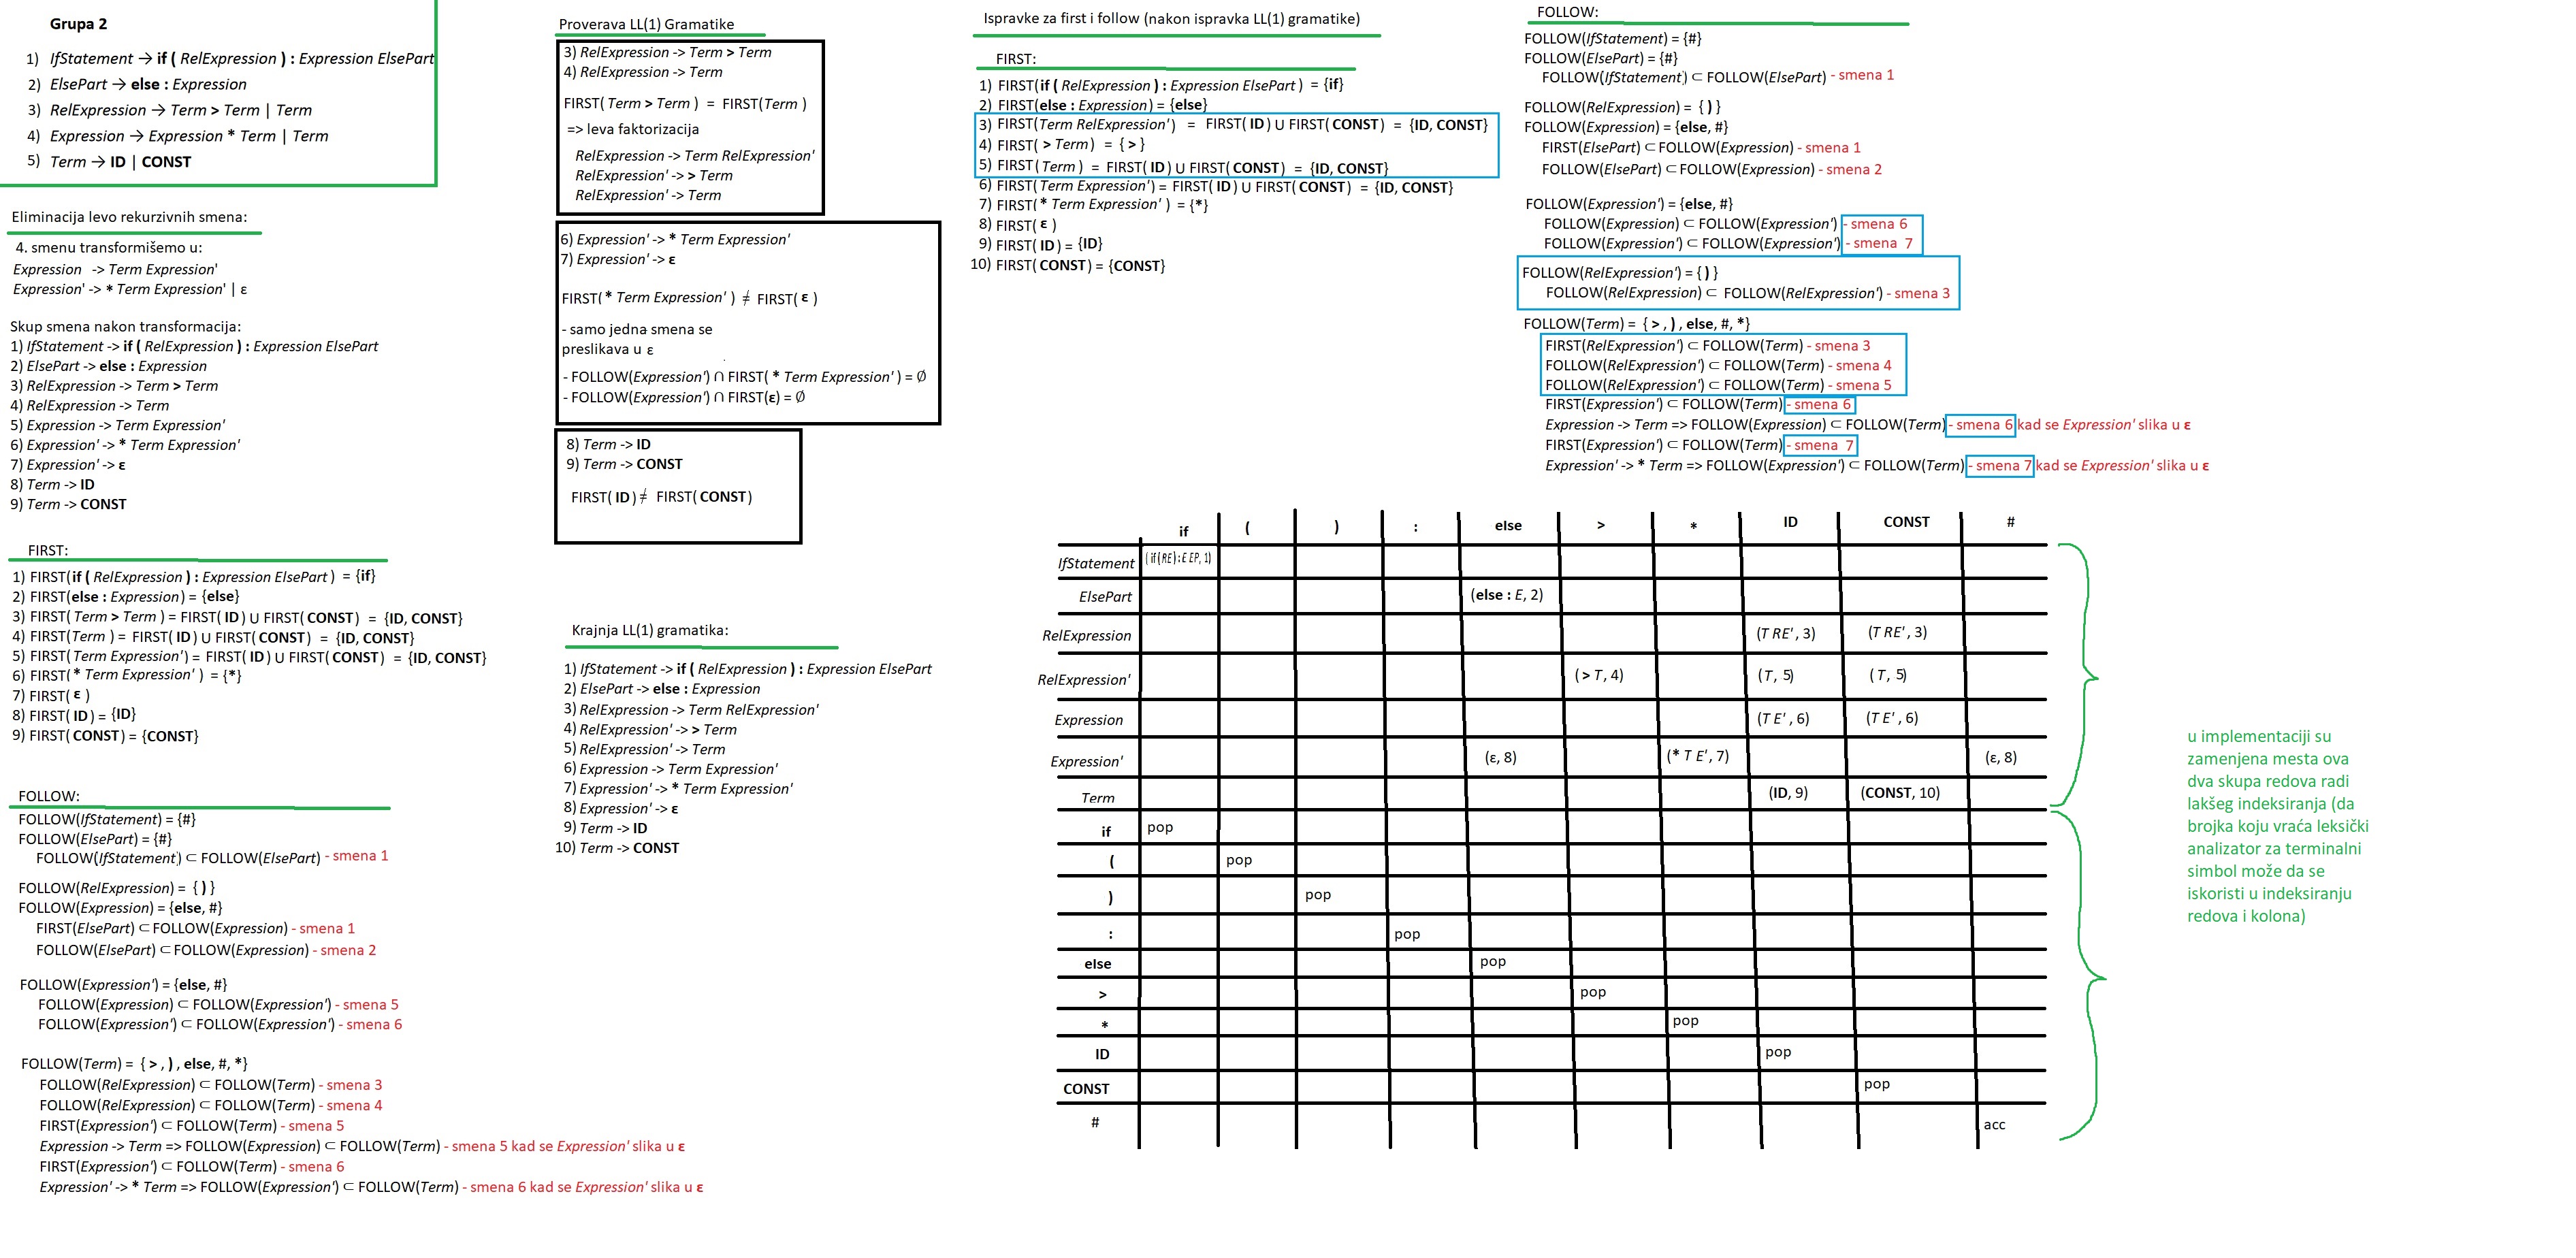 Grupa 2
1) IfStatement → if ( RelExpression ) : Expression ElsePart
2) ElsePart → else : Expression
3) RelExpression → Term > Term | Term
4) Expression → Expression * Term | Term
5) Term → ID | CONST
Eliminacija levo rekurzivnih smena:
4. smenu transformišemo u:
Expression -> Term Expression'
Expression' -> * Term Expression' | ε
Skup smena nakon transformacija:
1) IfStatement -> if ( RelExpression ) : Expression ElsePart
2) ElsePart -> else : Expression
3) RelExpression -> Term > Term
4) RelExpression -> Term
5) Expression -> Term Expression'
6) Expression' -> * Term Expression'
7) Expression' -> ε
8) Term -> ID
9) Term -> CONST
FIRST:
1) FIRST(if ( RelExpression ) : Expression ElsePart ) = {if}
2) FIRST(else : Expression) = {else}
3) FIRST( Term > Term ) = FIRST( ID) ∪ FIRST( CONST) = {ID, CONST}
4) FIRST(Term ) = FIRST( ID) ∪ FIRST( CONST) = {ID, CONST}
5) FIRST( Term Expression') = FIRST( ID) ∪ FIRST( CONST) = {ID, CONST}
6) FIRST( * Term Expression' ) = {*}
7) FIRST( ε )
8) FIRST( ID) = {ID}
9) FIRST( CONST) = {CONST}
FOLLOW:
FOLLOW(IfStatement) = {#}
FOLLOW(ElsePart) = {#}
FOLLOW(IfStatement) ⊂ FOLLOW(ElsePart) - smena 1
FOLLOW(RelExpression) = { ) }
FOLLOW(Expression) = {else, #}
FIRST(ElsePart) ⊂ FOLLOW(Expression) - smena 1
FOLLOW(ElsePart) ⊂ FOLLOW(Expression) - smena 2
FOLLOW(Expression') = {else, #}
FOLLOW(Expression) ⊂ FOLLOW(Expression') - smena 5
FOLLOW(Expression') ⊂ FOLLOW(Expression') - smena 6
FOLLOW(Term) = { > , ) , else, #, *}
FOLLOW(RelExpression) ⊂ FOLLOW(Term) - smena 3
FOLLOW(RelExpression) ⊂ FOLLOW(Term) - smena 4
FIRST(Expression') ⊂ FOLLOW(Term) - smena 5
Expression -> Term => FOLLOW(Expression) ⊂ FOLLOW(Term) - smena 5 kad se Expression' slika u ε
FIRST(Expression') ⊂ FOLLOW(Term) - smena 6
Expression' -> * Term => FOLLOW(Expression') ⊂ FOLLOW(Term) - smena 6 kad se Expression' slika u ε
Proverava LL(1) Gramatike
3) RelExpression -> Term > Term
4) RelExpression -> Term
FIRST( Term > Term ) = FIRST(Term )
=> leva faktorizacija
RelExpression -> Term RelExpression'
RelExpression' -> > Term
RelExpression' -> Term
6) Expression' -> * Term Expression'
7) Expression' -> ε
FIRST( * Term Expression' ) ≠ FIRST( ε )
- samo jedna smena se
preslikava u ε
- FOLLOW(Expression') ∩ FIRST( * Term Expression' ) = ∅
- FOLLOW(Expression') ∩ FIRST(ε) = ∅
8) Term -> ID
9) Term -> CONST
FIRST( ID) ≠ FIRST( CONST)
Krajnja LL(1) gramatika:
1) IfStatement -> if ( RelExpression ) : Expression ElsePart
2) ElsePart -> else : Expression
3) RelExpression -> Term RelExpression'
4) RelExpression' -> > Term
5) RelExpression' -> Term
6) Expression -> Term Expression'
7) Expression' -> * Term Expression'
8) Expression' -> ε
9) Term -> ID
10) Term -> CONST
Ispravke za first i follow (nakon ispravka LL(1) gramatike)
FIRST:
1) FIRST(if ( RelExpression ) : Expression ElsePart ) = {if}
2) FIRST(else : Expression) = {else}
3) FIRST(Term RelExpression') = FIRST( ID) ∪ FIRST( CONST) = {ID, CONST}
4) FIRST( > Term) = { > }
5) FIRST( Term ) = FIRST( ID) ∪ FIRST( CONST) = {ID, CONST}
6) FIRST(Term Expression') = FIRST( ID) ∪ FIRST( CONST) = {ID, CONST}
7) FIRST( * Term Expression' ) = {*}
8) FIRST( ε )
9) FIRST( ID) = {ID}
10) FIRST( CONST) = {CONST}
FOLLOW:
FOLLOW(IfStatement) = {#}
FOLLOW(ElsePart) = {#}
FOLLOW(IfStatement) ⊂ FOLLOW(ElsePart) - smena 1
FOLLOW(RelExpression) = { ) }
FOLLOW(Expression) = {else, #}
FIRST(ElsePart) ⊂ FOLLOW(Expression) - smena 1
FOLLOW(ElsePart) ⊂ FOLLOW(Expression) - smena 2
FOLLOW(Expression') = {else, #}
FOLLOW(Expression) ⊂ FOLLOW(Expression') - smena 6
FOLLOW(Expression') ⊂ FOLLOW(Expression') - smena 7
FOLLOW(RelExpression') = { ) }
FOLLOW(RelExpression) ⊂ FOLLOW(RelExpression') - smena 3
FOLLOW(Term) = { > , ) , else, #, *}
FIRST(RelExpression') ⊂ FOLLOW(Term) - smena 3
FOLLOW(RelExpression') ⊂ FOLLOW(Term) - smena 4
FOLLOW(RelExpression') ⊂ FOLLOW(Term) - smena 5
FIRST(Expression') ⊂ FOLLOW(Term) - smena 6
Expression -> Term => FOLLOW(Expression) ⊂ FOLLOW(Term) - smena 6 kad se Expression' slika u ε
FIRST(Expression') ⊂ FOLLOW(Term) - smena 7
Expression' -> * Term => FOLLOW(Expression') ⊂ FOLLOW(Term) - smena 7 kad se Expression' slika u ε
if ( ) : else > * ID CONST #
IfStatement (if(RE):E EP, 1)
ElsePart (else : E, 2)
RelExpression (T RE', 3) (T RE', 3)
RelExpression' (> T, 4) (T, 5) (T, 5)
Expression (T E', 6) (T E', 6)
Expression' (ε, 8) (* T E', 7) (ε, 8)
Term (ID, 9) (CONST, 10)
if pop
( pop
) pop
: pop
else pop
> pop
* pop
ID pop
CONST pop
# acc
u implementaciji su
zamenjena mesta ova
dva skupa redova radi
lakšeg indeksiranja (da
brojka koju vraća leksički
analizator za terminalni
simbol može da se
iskoristi u indeksiranju
redova i kolona)